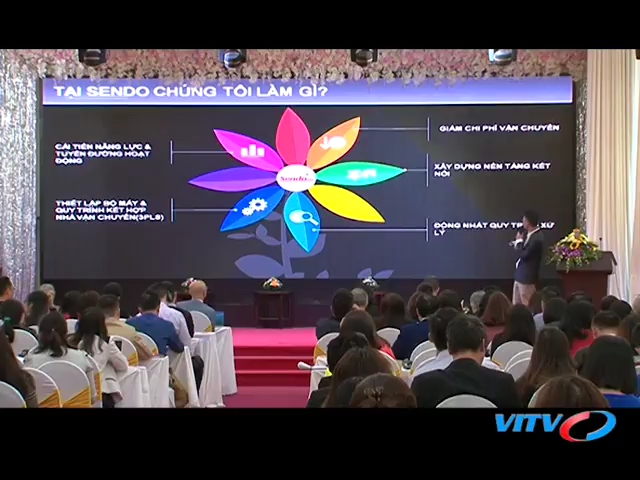 TẠI SENDO CHÚNG TÔI LÀM GÌ?
CẢI TIẾN NĂNG LỰC &
TUYẾN ĐƯỜNG HOẠT
ĐỘNG
GIẢM CHI PHÍ VẬN CHUYỂN
XÂY DỰNG NỀN TẢNG KẾT
NỐI
Sendo
THIẾT LẬP BỘ MÁY &
QUY TRÌNH KẾT HỢP
NHÀ VẬN CHUYỂN(3PLS)
ĐỒNG NHẤT QUY TRÌNH XỬ
LÝ
VITV